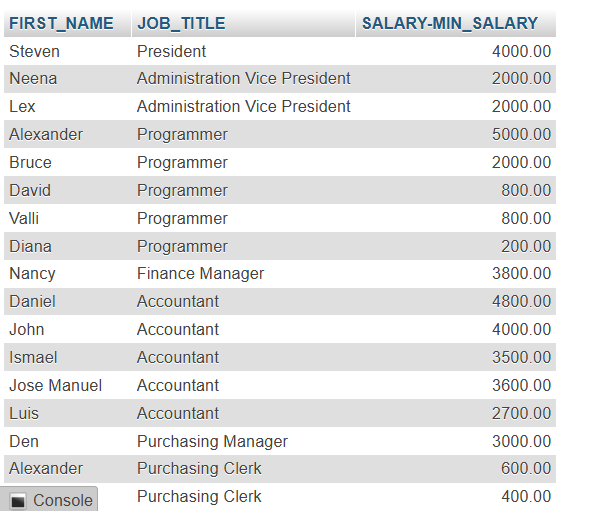 FIRST_NAME JOB_TITLE SALARY-MIN_SALARY
Steven President 4000.00
Neena Administration Vice President 2000.00
Lex Administration Vice President 2000.00
Alexander Programmer 5000.00
Bruce Programmer 2000.00
David Programmer 800.00
Valli Programmer 800.00
Diana Programmer 200.00
Nancy Finance Manager 3800.00
Daniel Accountant 4800.00
John Accountant 4000.00
Ismael Accountant 3500.00
Jose Manuel Accountant 3600.00
Luis Accountant 2700.00
Den Purchasing Manager 3000.00
Alexander Purchasing Clerk 600.00
Console Purchasing Clerk 400.00